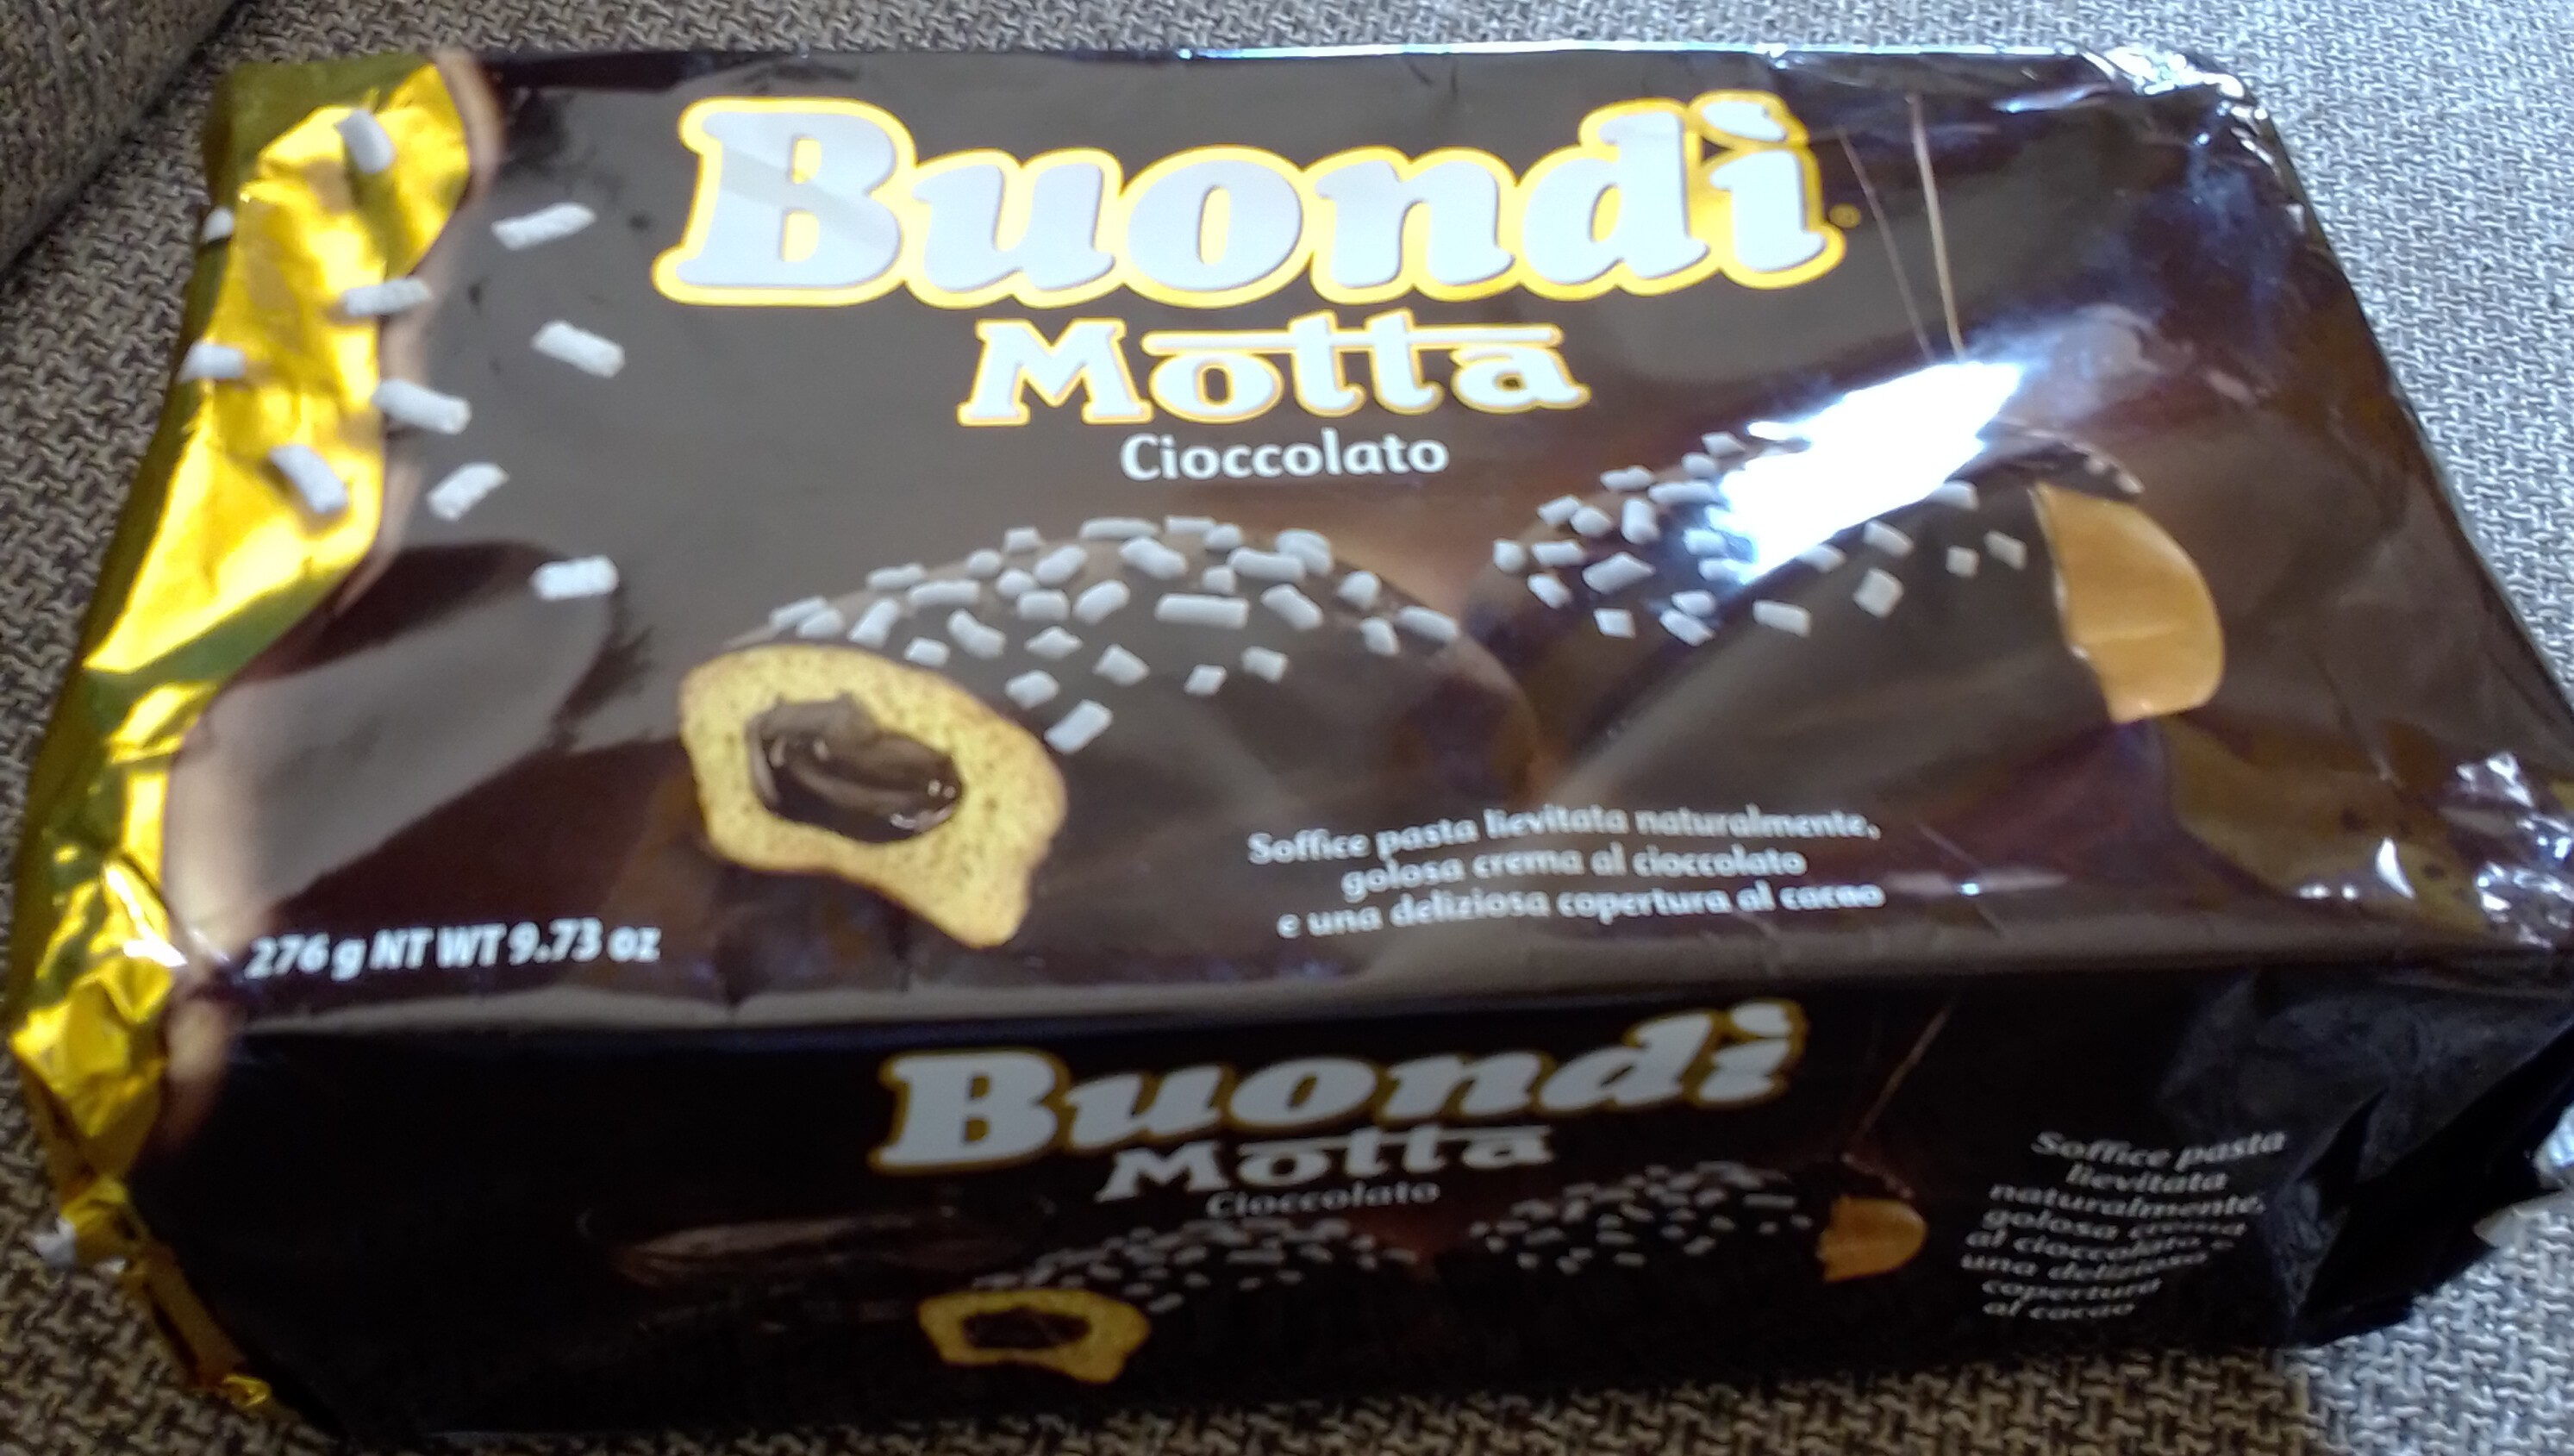 Buondì®
Motta
Cioccolato
Soffice pasta lievitata naturalmente,
golosa crema al cioccolato
e una deliziosa copertura al cacao
276 g NT WT 9.73 oz
Buondì
Motta
Cioccolato
Soffice pasta
lievitata
naturalmente,
golosa crema
al cioccolato e
una deliziosa
copertura
al cacao